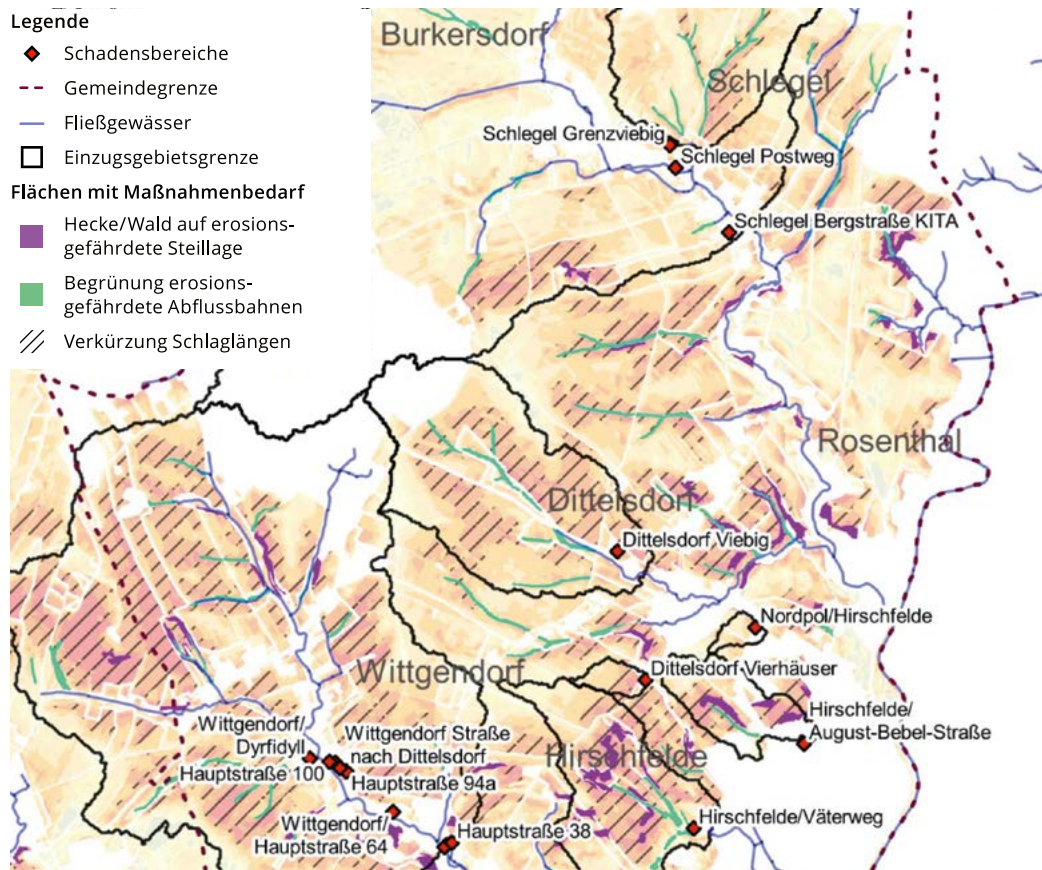 Legende
Schadensbereiche
Gemeindegrenze
Fließgewässer
Einzugsgebietsgrenze
Flächen mit Maßnahmenbedarf
Hecke/Wald auf erosions-
gefährdete Steillage
Begrünung erosions-
gefährdete Abflussbahnen
Verkürzung Schlaglängen
Burkersdorf
Schlegel
Schlegel Grenzviebig
Schlegel Postweg
Schlegel Bergstraße KITA
Rosenthal
Dittelsdorf
Dittelsdorf Viebig
Nordpol/Hirschfelde
Wittgendorf
Dittelsdorf Vierhäuser
Hirschfelde/
August-Bebel-Straße
Hirschfelde
Wittgendorf/
Dyrfidyll
Hauptstraße 100
Wittgendorf Straße
nach Dittelsdorf
Hauptstraße 94a
Wittgendorf/
Hauptstraße 64
Hauptstraße 38
Hirschfelde/Väterweg